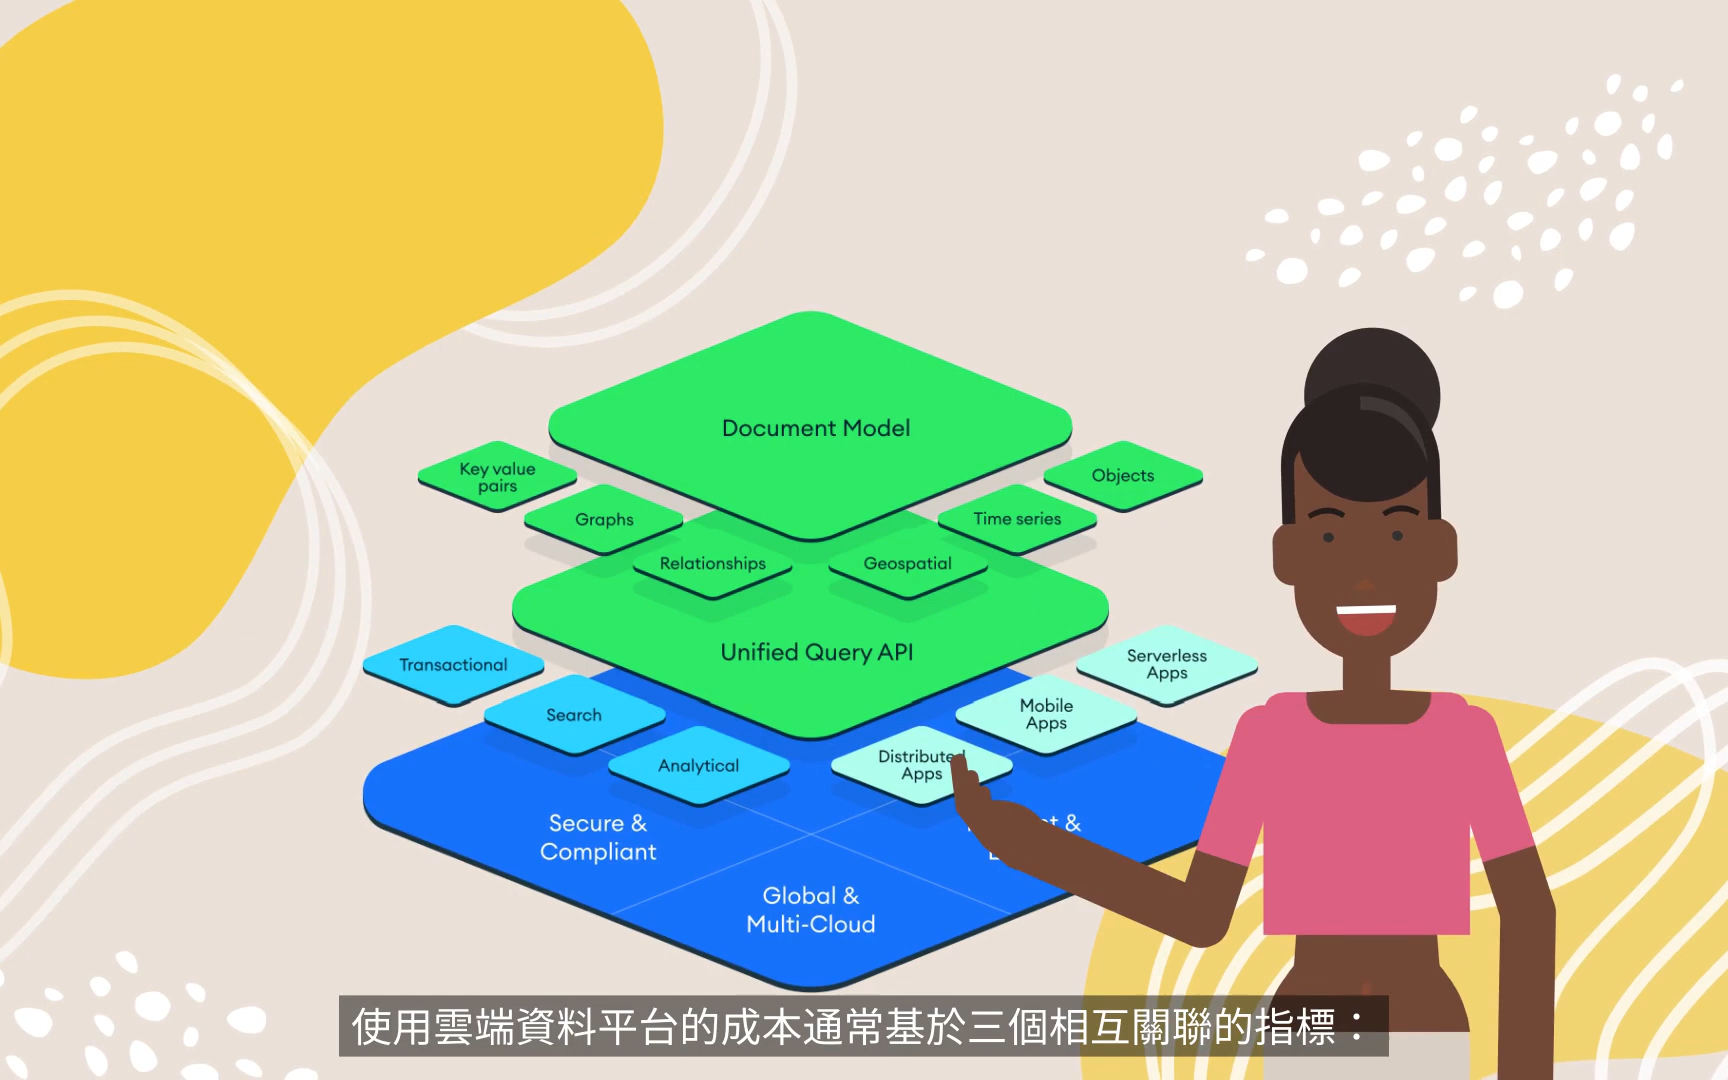 Document Model
Key value
pairs
Objects
Graphs
Time series
Relationships
Geospatial
Unified Query API
Transactional
Serverless
Apps
Search
Mobile
Apps
Analytical
Apps
Secure &
Compliant
&
Global &
Multi-Cloud
使用雲端資料平台的成本通常基於三個相互關聯的指標：